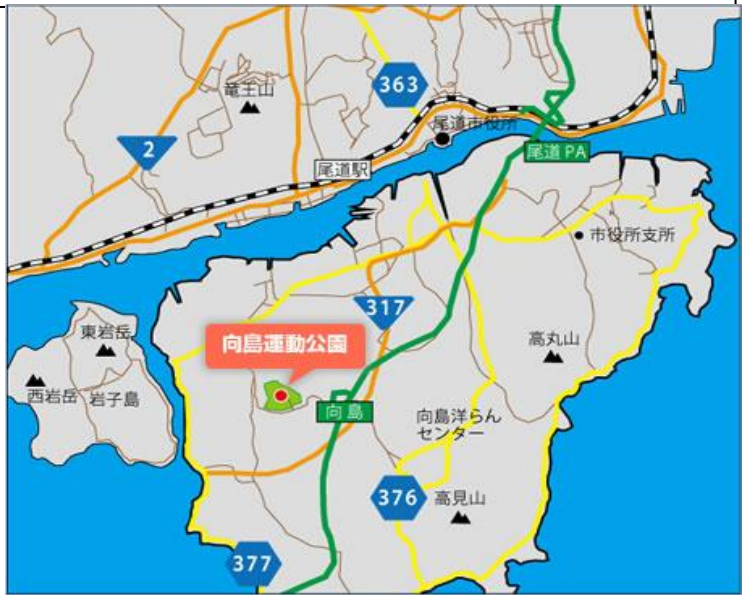 竜王山
363
2
尾道市役所
尾道駅
尾道 PA
市役所支所
317
東岩岳
向島運動公園
高丸山
西岩岳
岩子島
向 島
向島洋らん
センター
376
高見山
377